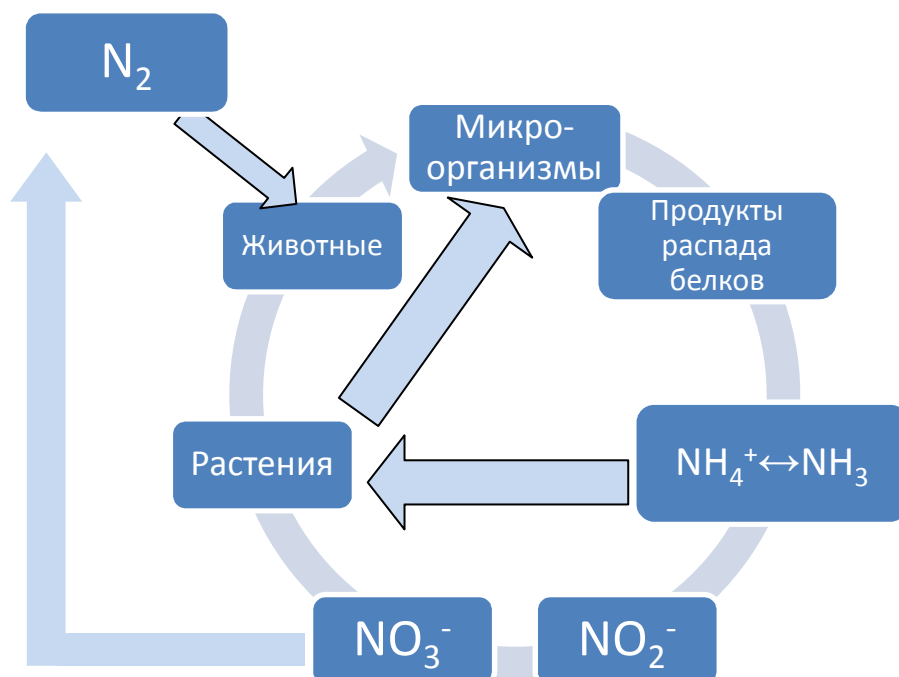 N₂
Микро-
организмы
Продукты
распада
белков
Животные
Растения
NH₄⁺↔NH₃
NO₃⁻
NO₂⁻